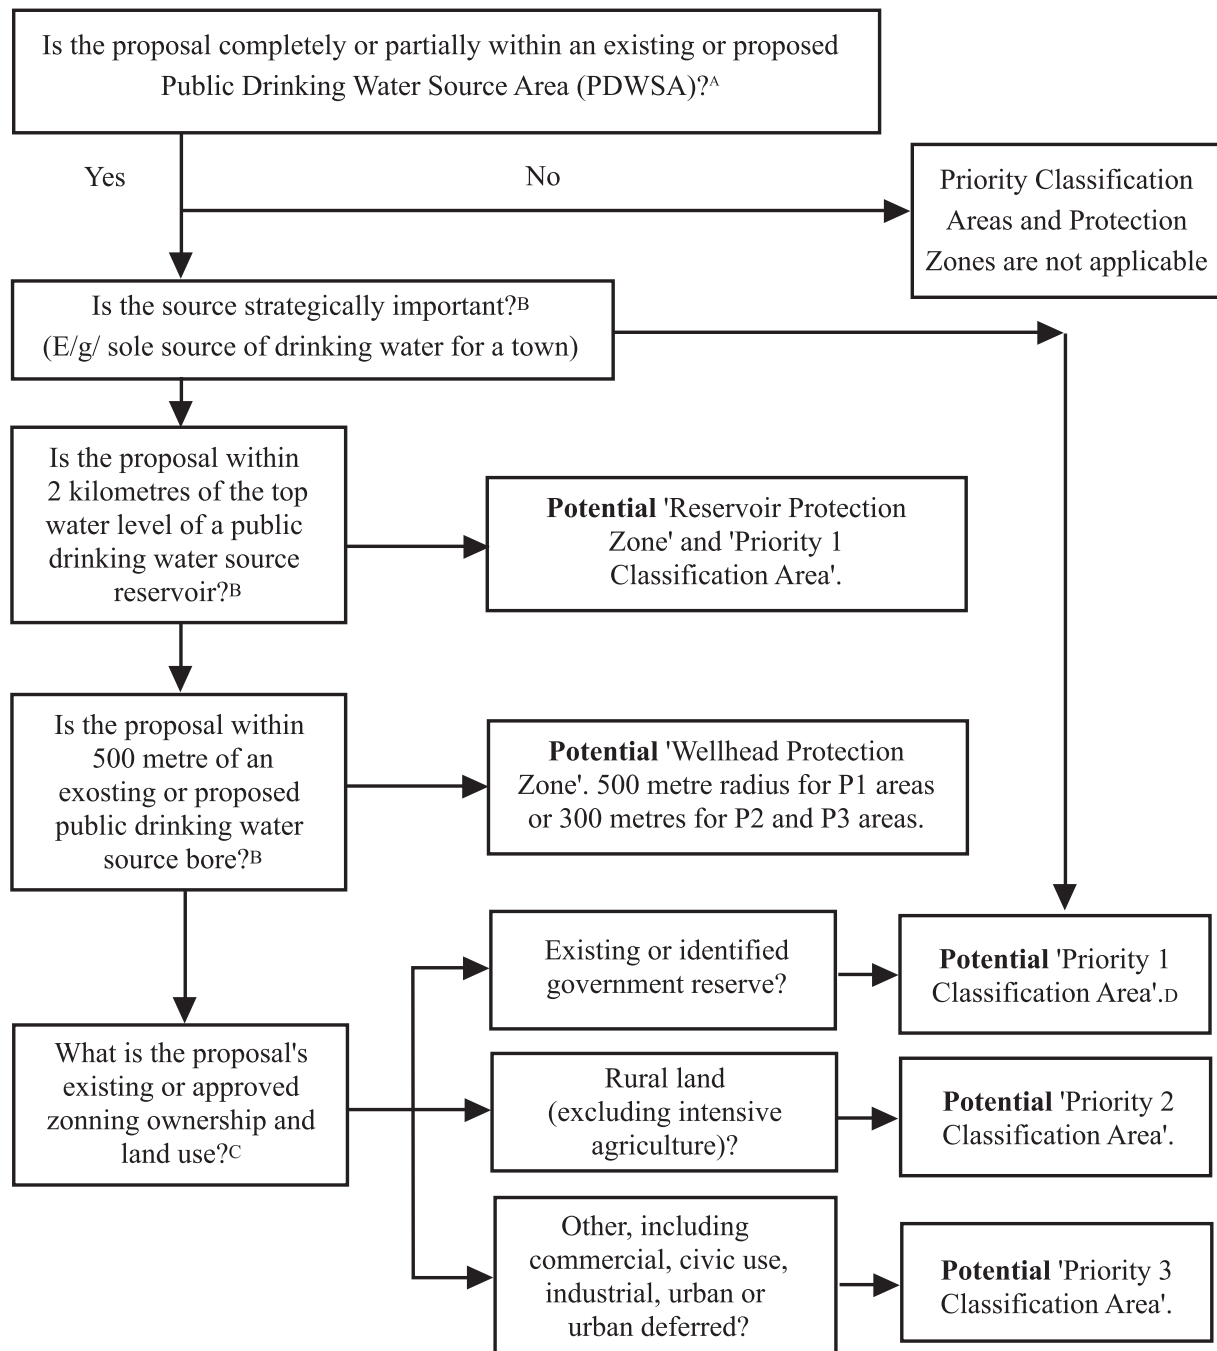 Is the proposal completely or partially within an existing or proposed
Public Drinking Water Source Area (PDWSA)?ᴬ
Yes
No
Priority Classification
Areas and Protection
Zones are not applicable
Is the source strategically important?ᴮ
(E/g/ sole source of drinking water for a town)
Is the proposal within
2 kilometres of the top
water level of a public
drinking water source
reservoir?ᴮ
Potential 'Reservoir Protection
Zone' and 'Priority 1
Classification Area'.
Is the proposal within
500 metre of an
exosting or proposed
public drinking water
source bore?ᴮ
Potential 'Wellhead Protection
Zone'. 500 metre radius for P1 areas
or 300 metres for P2 and P3 areas.
What is the proposal's
existing or approved
zonning ownership and
land use?ᶜ
Existing or identified
government reserve?
Potential 'Priority 1
Classification Area'.D
Rural land
(excluding intensive
agriculture)?
Potential 'Priority 2
Classification Area'.
Other, including
commercial, civic use,
industrial, urban or
urban deferred?
Potential 'Priority 3
Classification Area'.